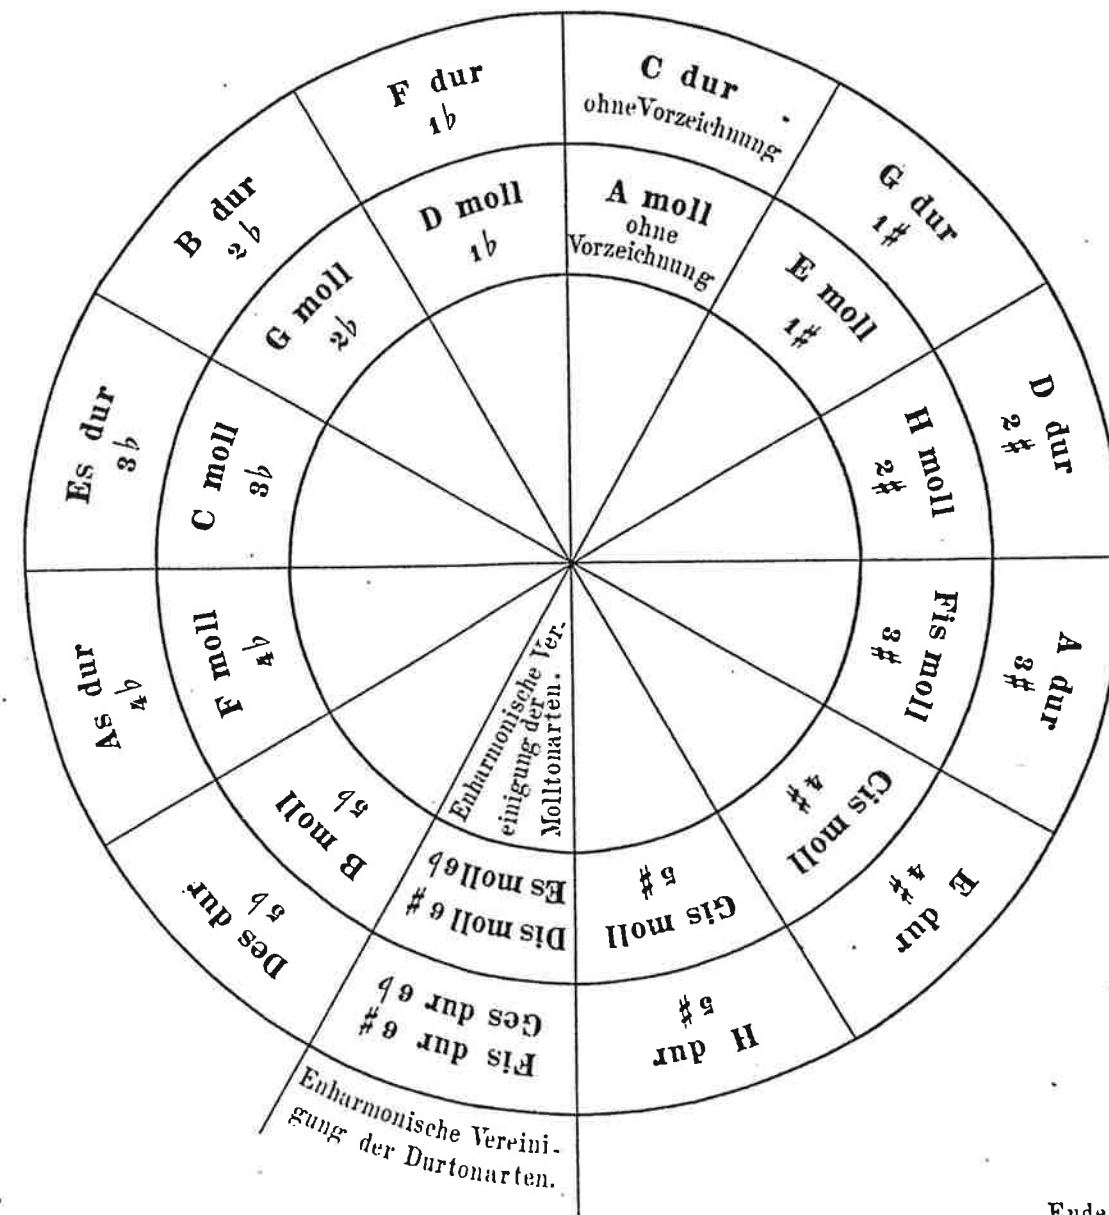 C dur
ohne Vorzeichnung
G dur
1♯
D dur
2♯
A dur
3♯
E dur
4♯
H dur
5♯
Ges dur 6♭
Fis dur 6♯
Des dur
5♭
As dur
4♭
Es dur
3♭
B dur
2♭
F dur
1♭
A moll
ohne
Vorzeichnung
E moll
1♯
H moll
2♯
Fis moll
3♯
Cis moll
4♯
Gis moll
5♯
Es moll 6♭
Dis moll 6♯
B moll
5♭
F moll
4♭
C moll
3♭
G moll
2♭
D moll
1♭
Enharmonische Ver-
einigung der
Molltonarten.
Enharmonische Vereini-
gung der Durtonarten.
Ende